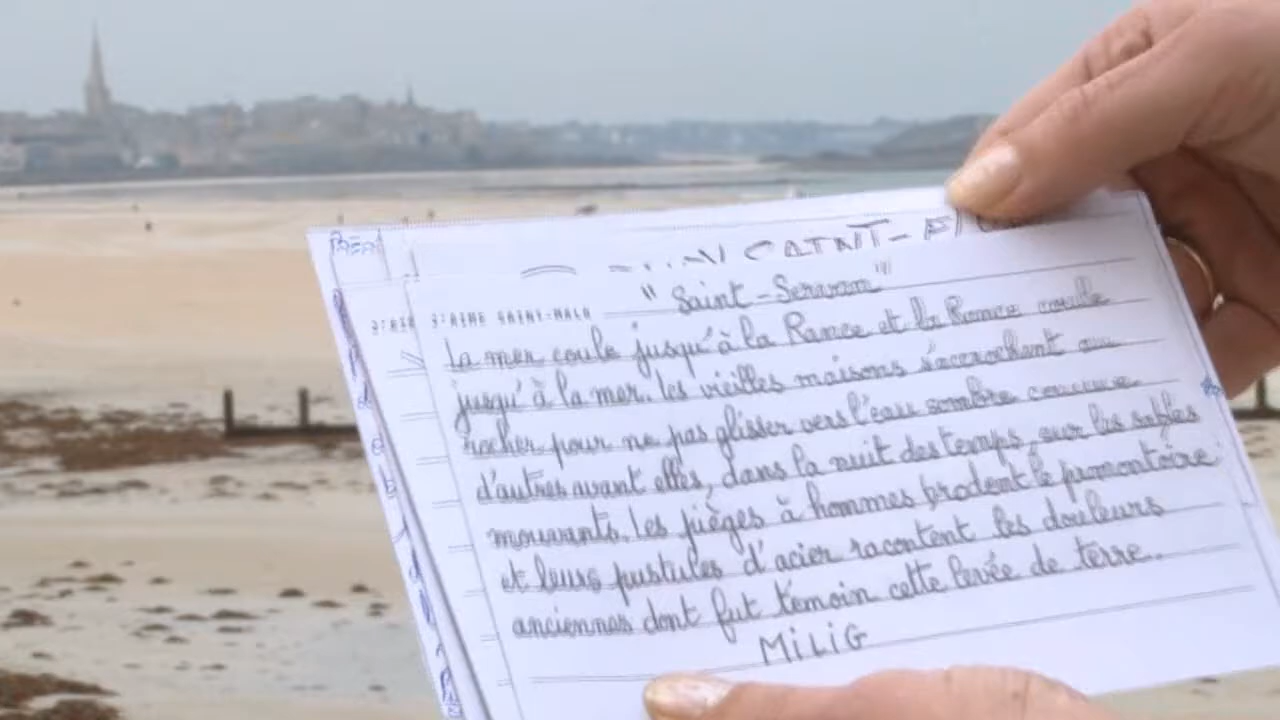 "Saint-Servan"
J'AIME SAINT-MALO
La mer coule jusqu'à la Rance et la Rance coule
jusqu'à la mer. les vieilles maisons s'accrochent au
rocher pour ne pas glisser vers l'eau sombre comme
d'autres avant elles, dans la nuit des temps, sur les sables
mouvants. les pièges à hommes brodent le promontoire
et leurs pustules d'acier racontent les douleurs
anciennes dont fut témoin cette levée de terre.
MILIG